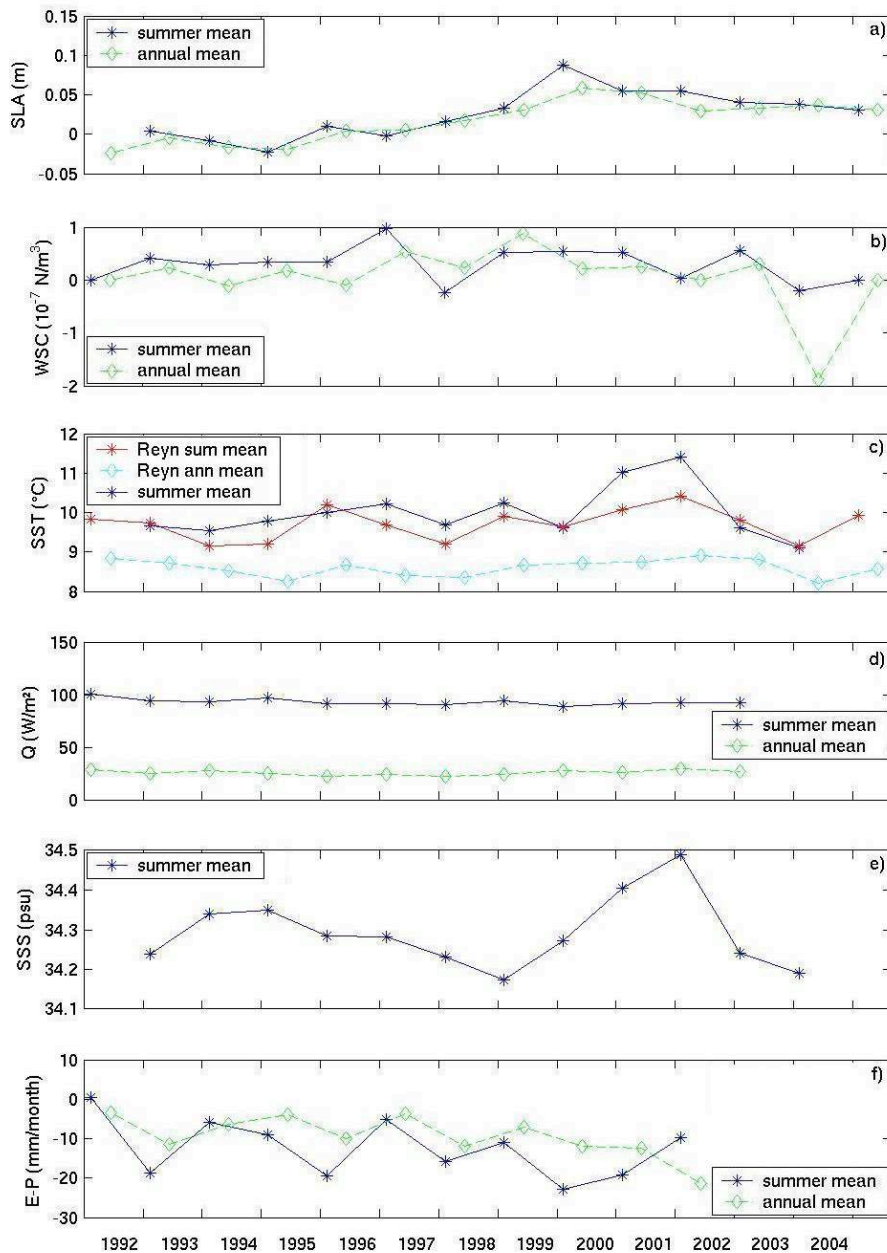 a)
summer mean
annual mean
0.15
0.1
0.05
0
-0.05
SLA (m)
b)
1
0
-1
-2
WSC (10⁻⁷ N/m³)
summer mean
annual mean
c)
Reyn sum mean
Reyn ann mean
summer mean
12
11
10
9
8
SST (°C)
d)
150
100
50
0
Q (W/m²)
summer mean
annual mean
e)
summer mean
34.5
34.4
34.3
34.2
34.1
SSS (psu)
f)
10
0
-10
-20
-30
E-P (mm/month)
summer mean
annual mean
1992 1993 1994 1995 1996 1997 1998 1999 2000 2001 2002 2003 2004